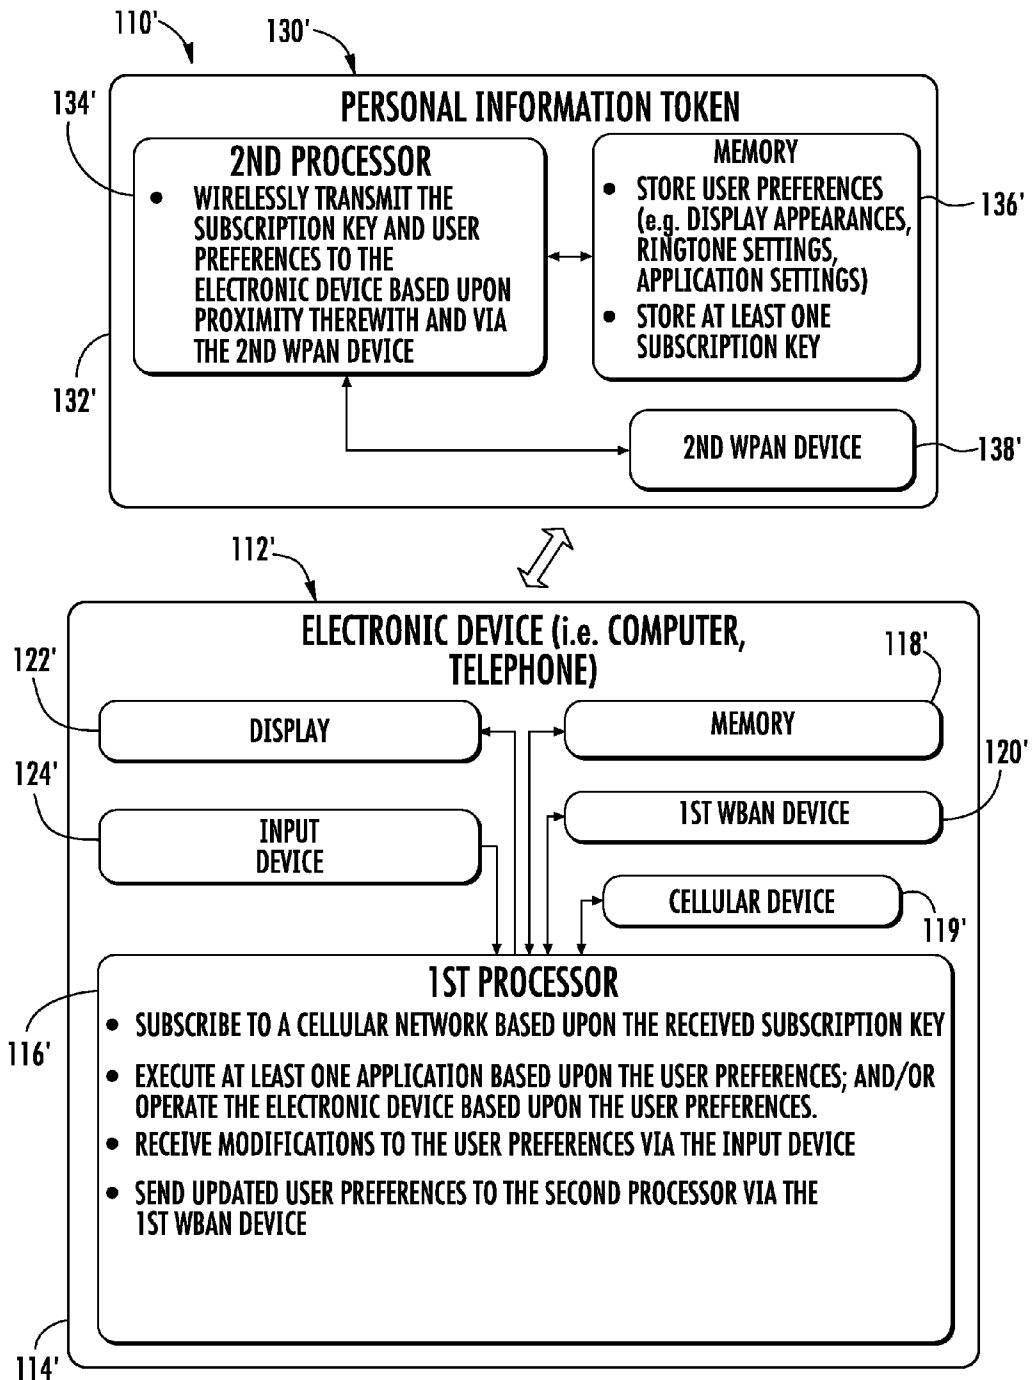 110'
130'
PERSONAL INFORMATION TOKEN
134'
2ND PROCESSOR
• WIRELESSLY TRANSMIT THE
SUBSCRIPTION KEY AND USER
PREFERENCES TO THE
ELECTRONIC DEVICE BASED UPON
PROXIMITY THEREWITH AND VIA
THE 2ND WPAN DEVICE
MEMORY
• STORE USER PREFERENCES
(e.g. DISPLAY APPEARANCES,
RINGTONE SETTINGS,
APPLICATION SETTINGS)
• STORE AT LEAST ONE
SUBSCRIPTION KEY
136'
132'
2ND WPAN DEVICE
138'
112'
ELECTRONIC DEVICE (i.e. COMPUTER,
TELEPHONE)
118'
122'
DISPLAY
MEMORY
120'
124'
INPUT
DEVICE
1ST WBAN DEVICE
CELLULAR DEVICE
119'
1ST PROCESSOR
• SUBSCRIBE TO A CELLULAR NETWORK BASED UPON THE RECEIVED SUBSCRIPTION KEY
116'
• EXECUTE AT LEAST ONE APPLICATION BASED UPON THE USER PREFERENCES; AND/OR
OPERATE THE ELECTRONIC DEVICE BASED UPON THE USER PREFERENCES.
• RECEIVE MODIFICATIONS TO THE USER PREFERENCES VIA THE INPUT DEVICE
• SEND UPDATED USER PREFERENCES TO THE SECOND PROCESSOR VIA THE
1ST WBAN DEVICE
114'